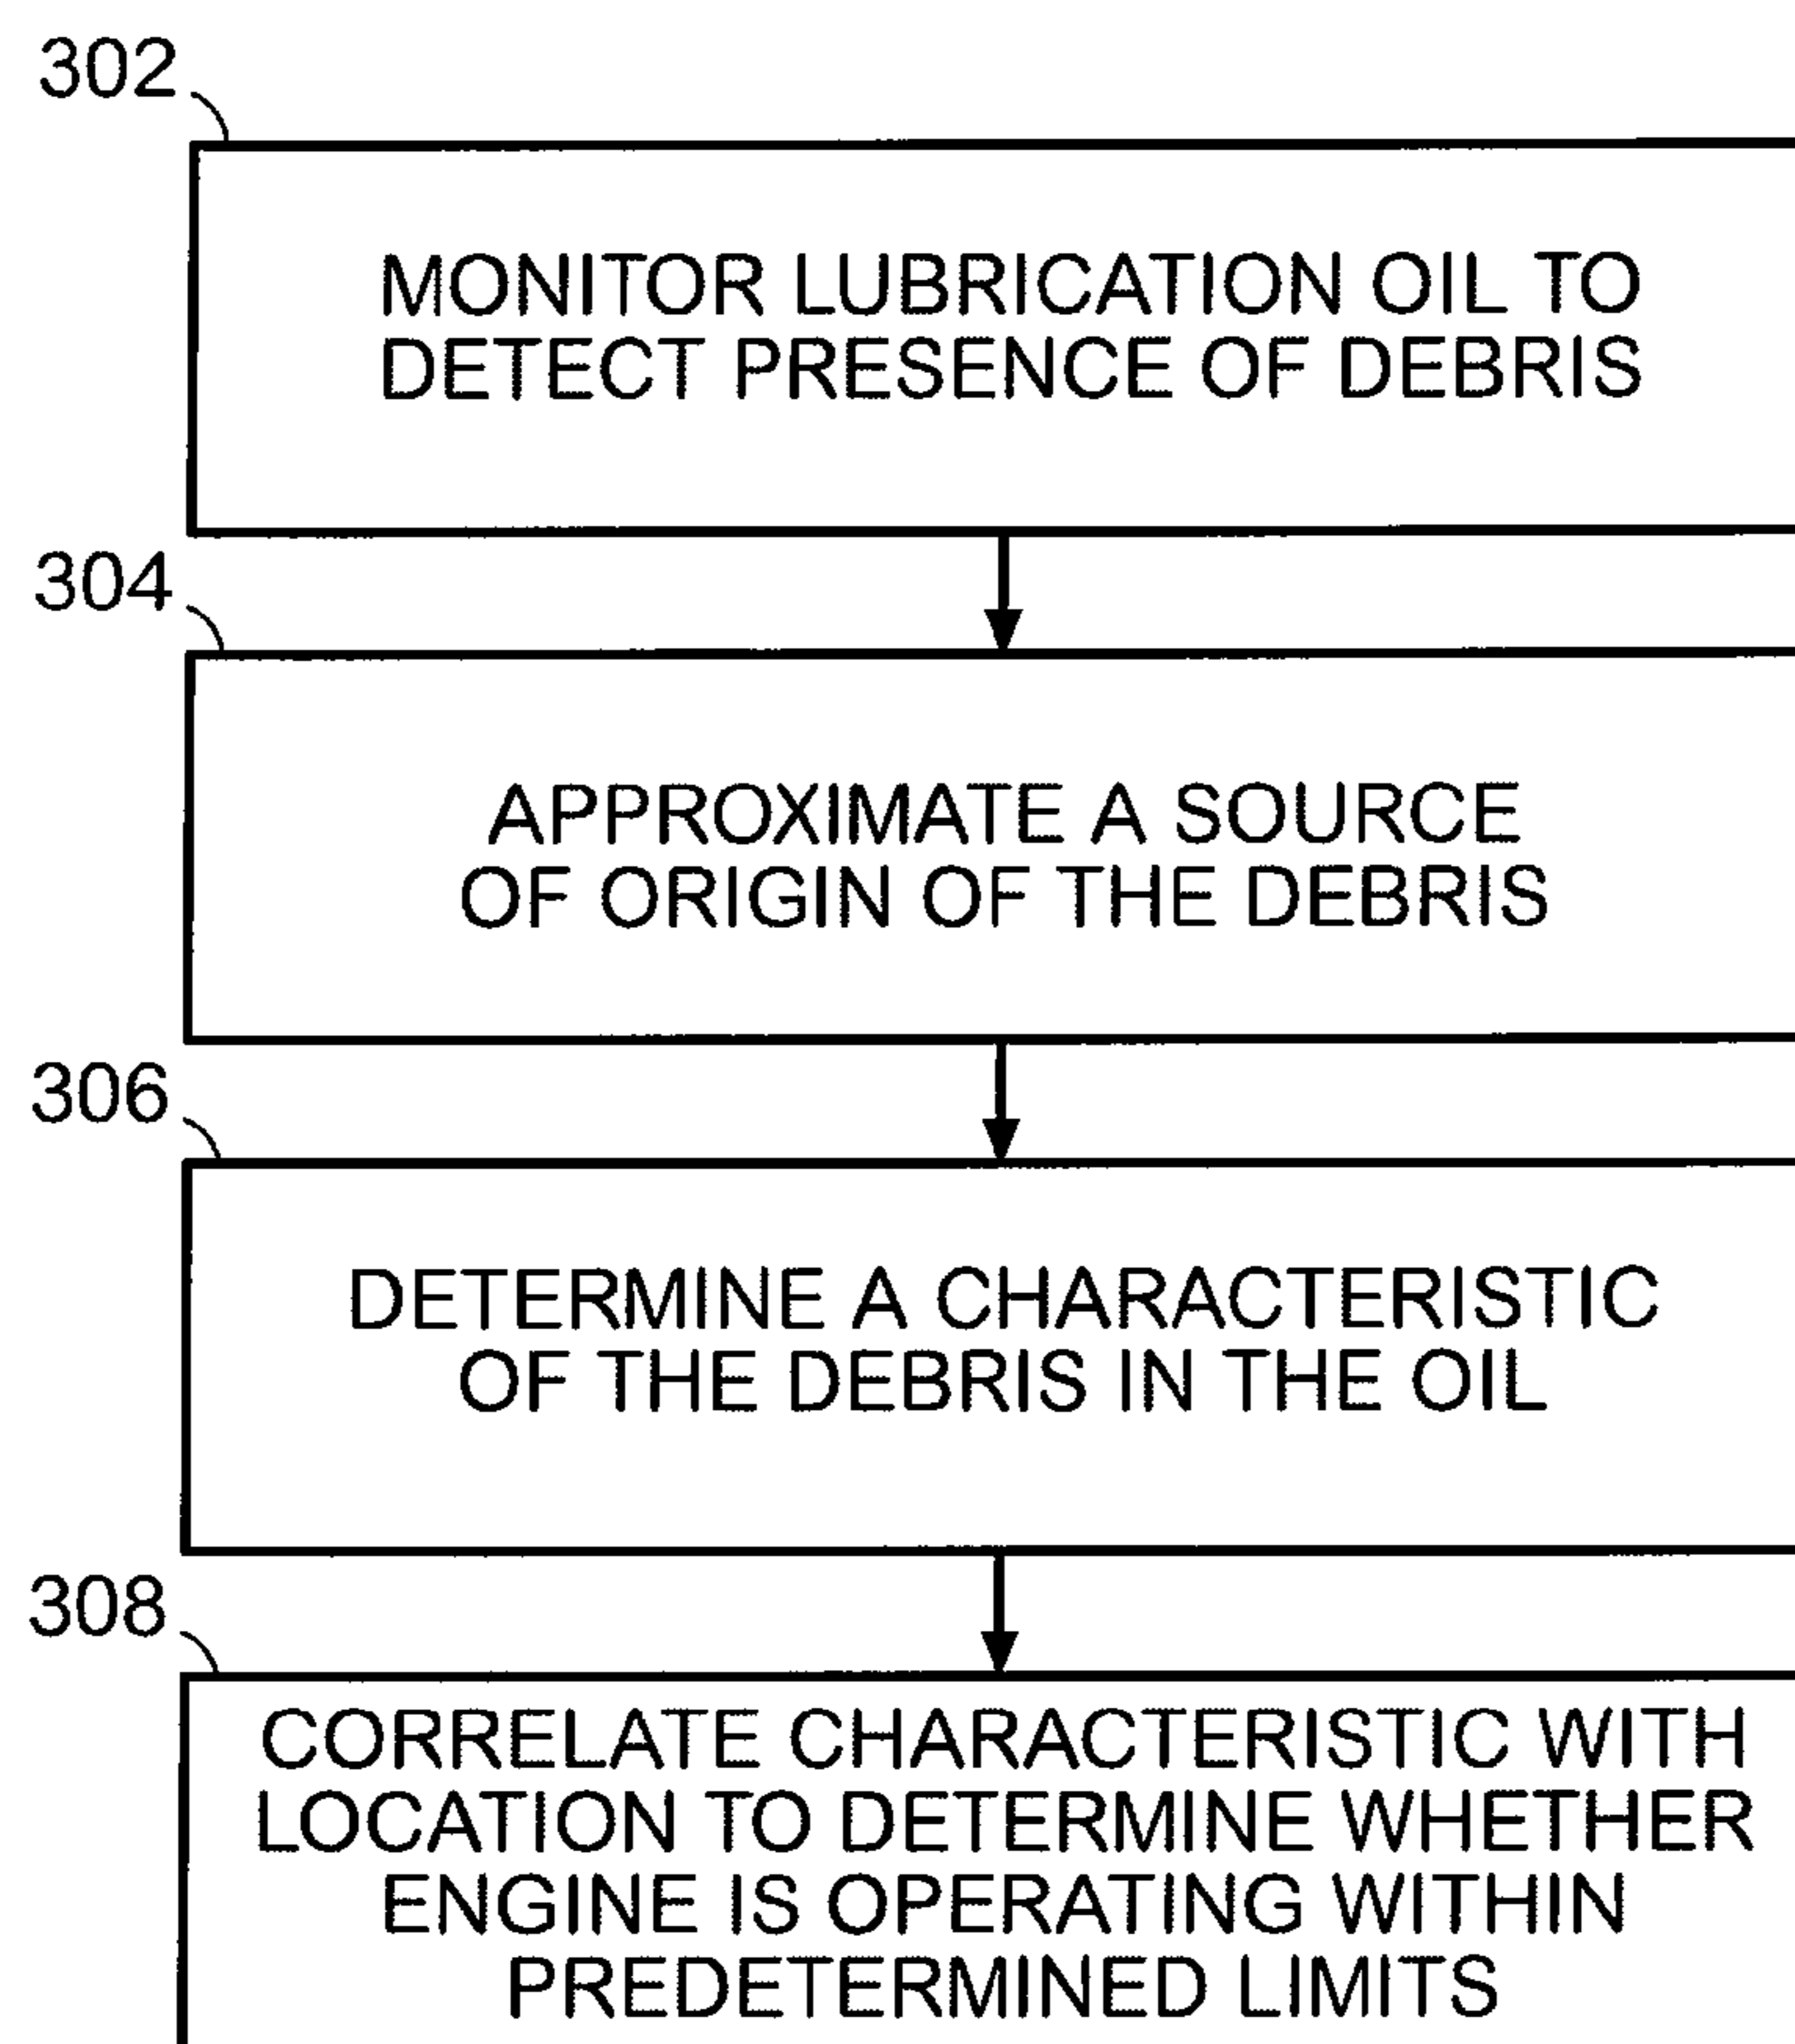 302
MONITOR LUBRICATION OIL TO
DETECT PRESENCE OF DEBRIS
304
APPROXIMATE A SOURCE
OF ORIGIN OF THE DEBRIS
306
DETERMINE A CHARACTERISTIC
OF THE DEBRIS IN THE OIL
308
CORRELATE CHARACTERISTIC WITH
LOCATION TO DETERMINE WHETHER
ENGINE IS OPERATING WITHIN
PREDETERMINED LIMITS